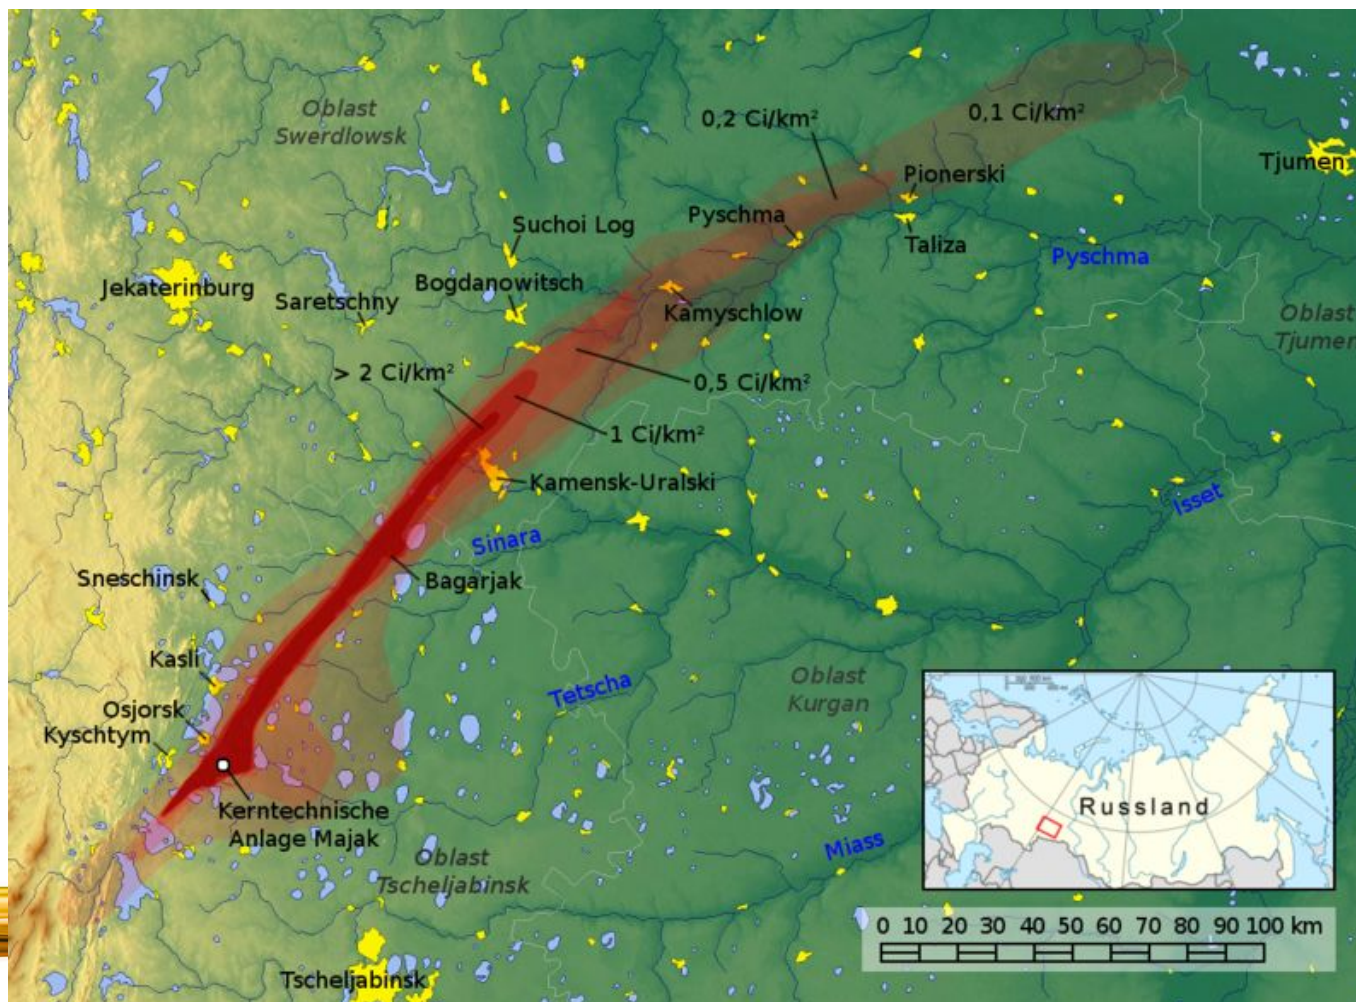 Oblast
Swerdlowsk
0,2 Ci/km²
0,1 Ci/km²
Tjumen
Pionerski
Pyschma
Suchoi Log
Taliza
Pyschma
Jekaterinburg
Saretschny
Bogdanowitsch
Kamyschlow
Oblast
Tjumen
> 2 Ci/km²
0,5 Ci/km²
1 Ci/km²
Kamensk-Uralski
Isset
Sinara
Sneschinsk
Bagarjak
Kasli
Oblast
Kurgan
Tetscha
Osjorsk
Kyschtym
Kerntechnische
Anlage Majak
Russland
Miass
Oblast
Tscheljabinsk
0 10 20 30 40 50 60 70 80 90 100 km
Tscheljabinsk